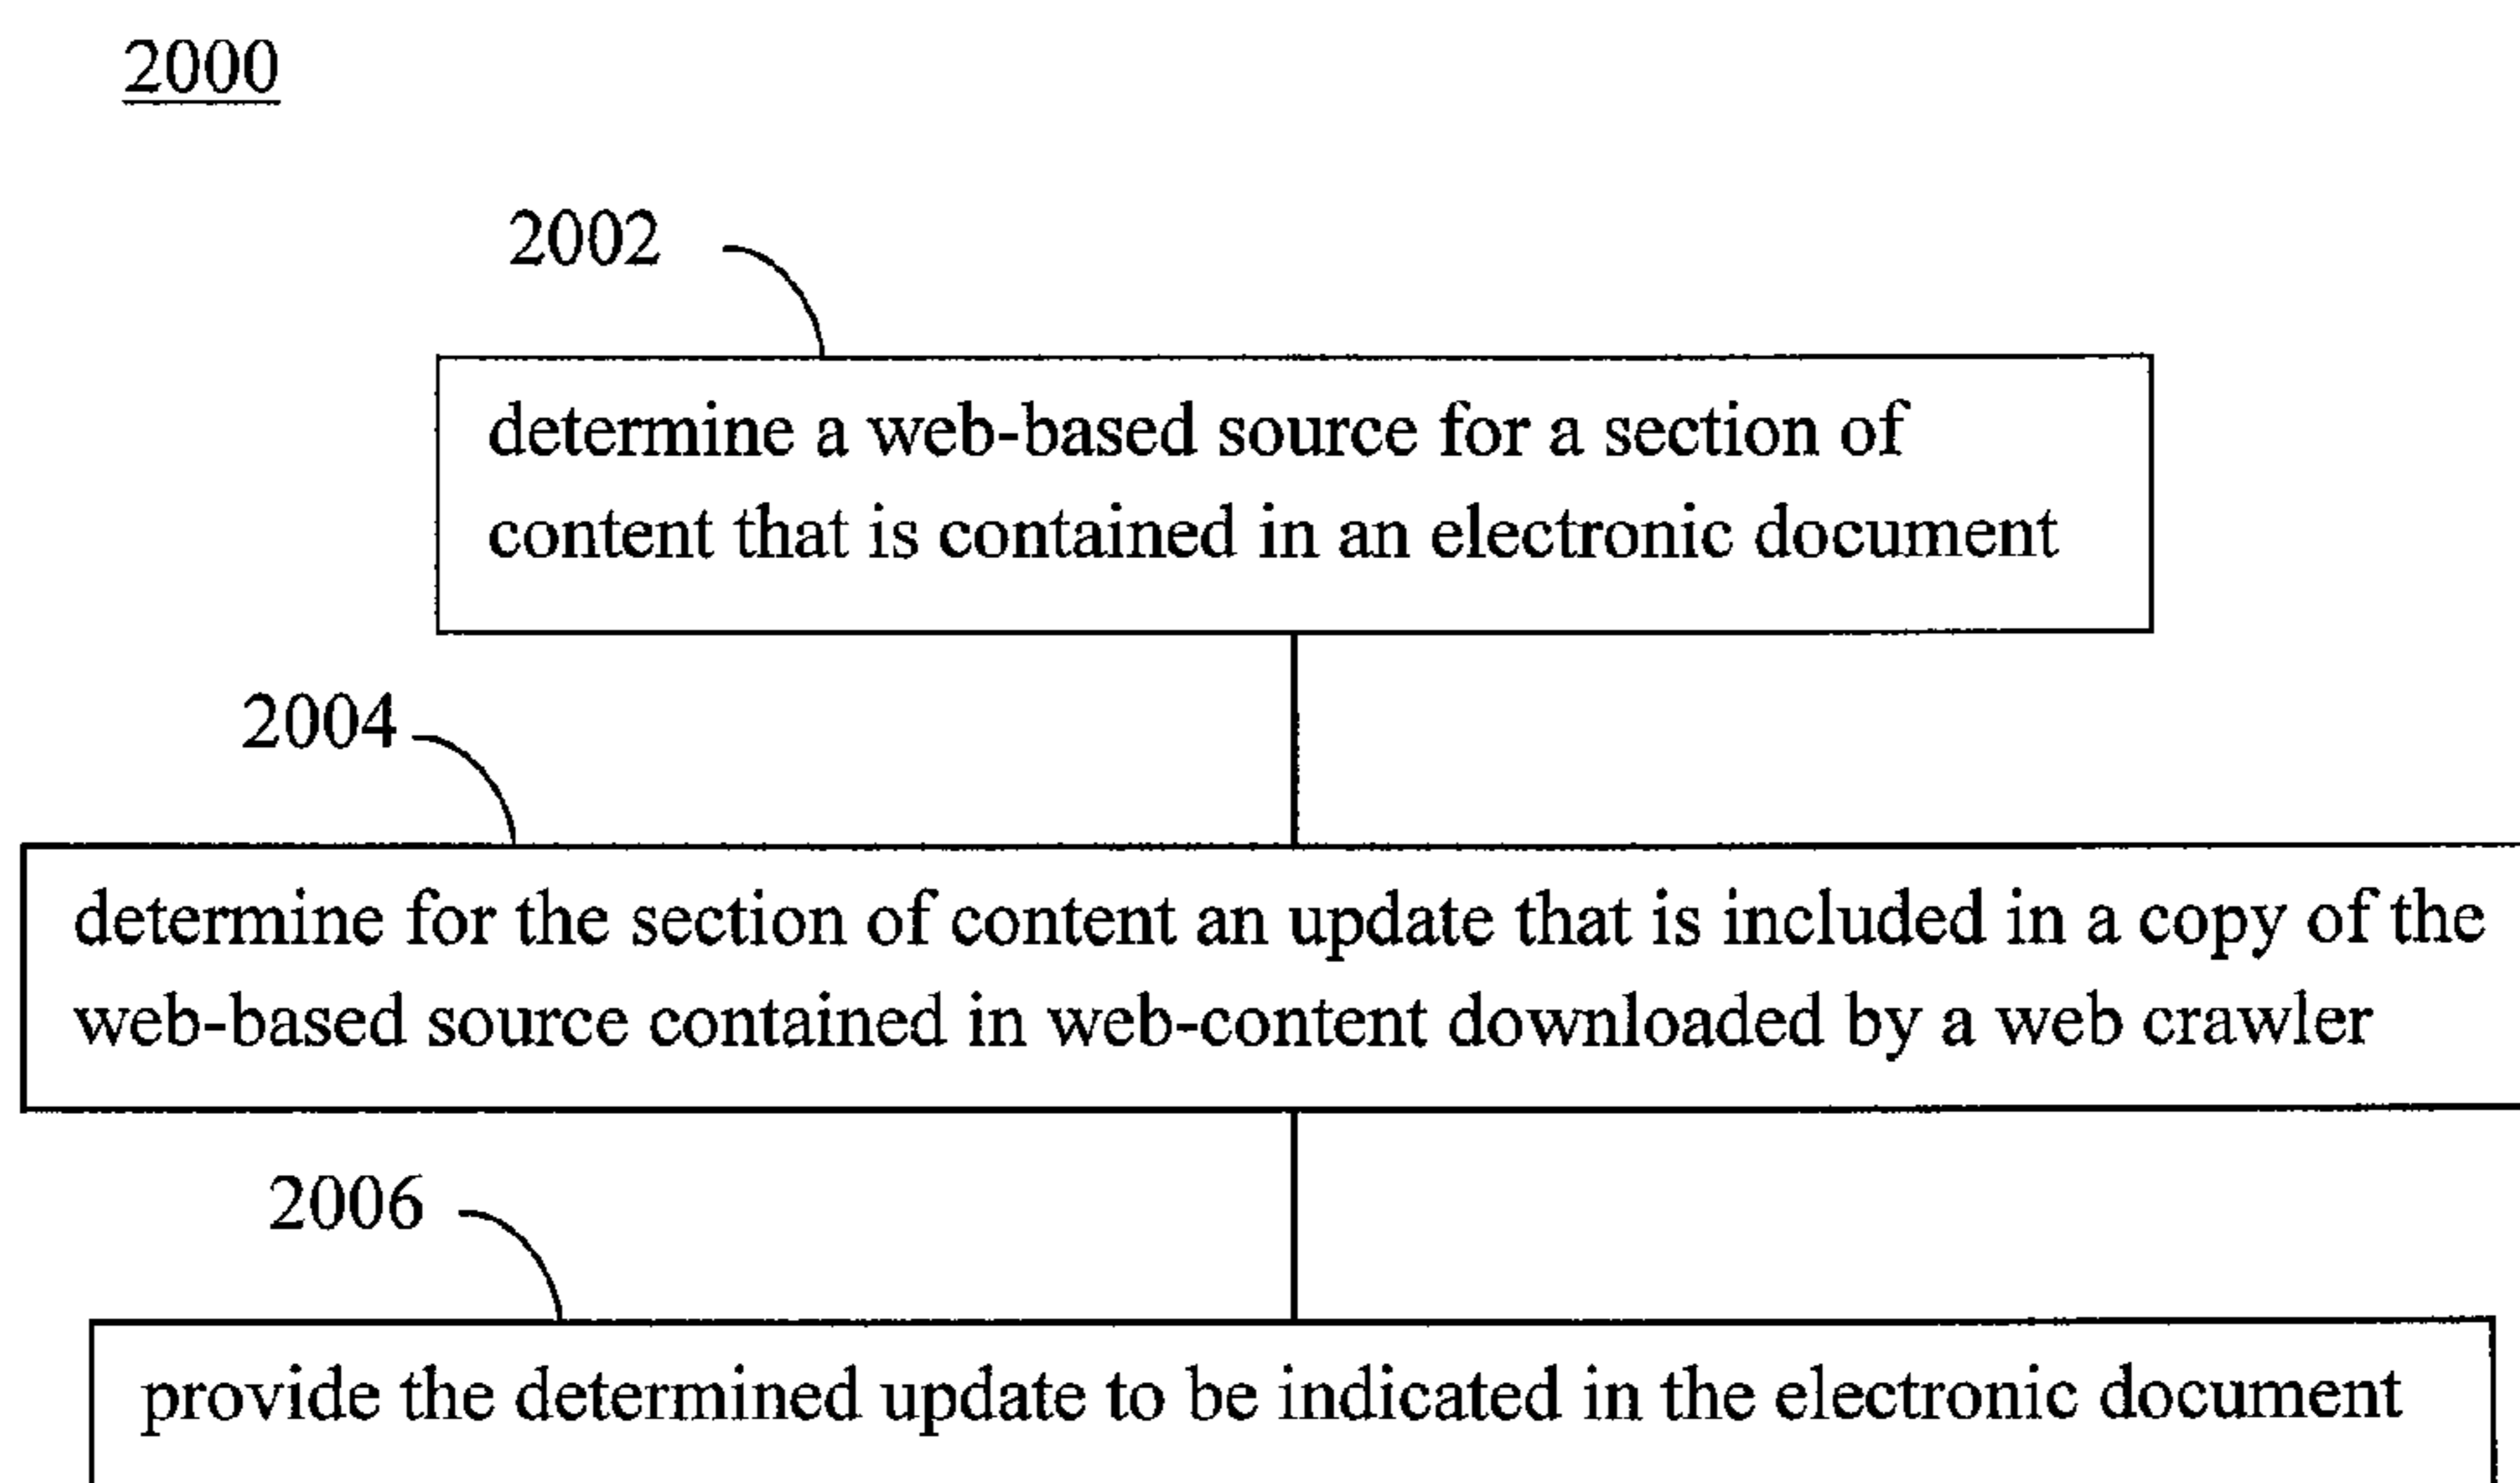 2000
2002
determine a web-based source for a section of
content that is contained in an electronic document
2004
determine for the section of content an update that is included in a copy of the
web-based source contained in web-content downloaded by a web crawler
2006
provide the determined update to be indicated in the electronic document